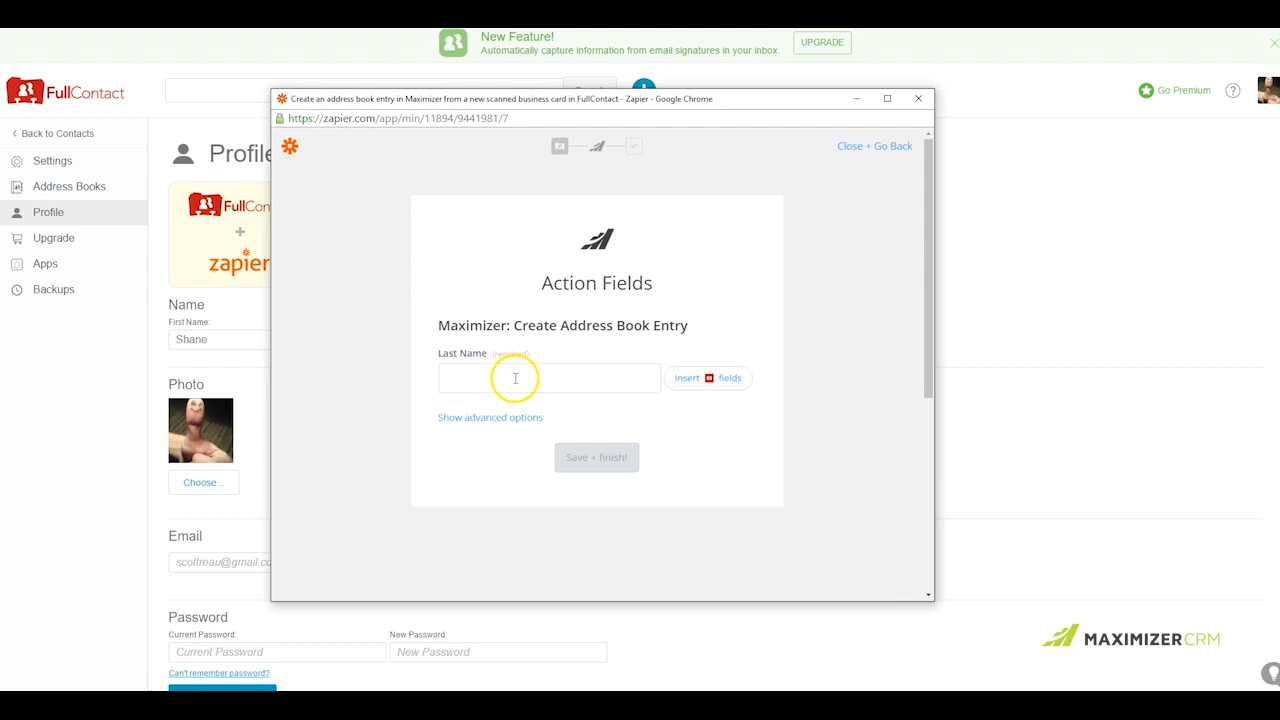 New Feature!
Automatically capture information from email signatures in your inbox.
UPGRADE
FullContact
Go Premium
Back to Contacts
Settings
Address Books
Profile
Upgrade
Apps
Backups
Profile
FullCon
+
zapier
Name
First Name:
Shane
Photo
Choose...
Email
Password
Current Password:
New Password:
Current Password
New Password
Can't remember password?
Create an address book entry in Maximizer from a new scanned business card in FullContact - Zapier - Google Chrome
https://zapier.com/app/min/11894/9441981/7
Close + Go Back
Action Fields
Maximizer: Create Address Book Entry
Last Name (required)
insert fields
Show advanced options
Save + finish!
MAXIMIZERCRM